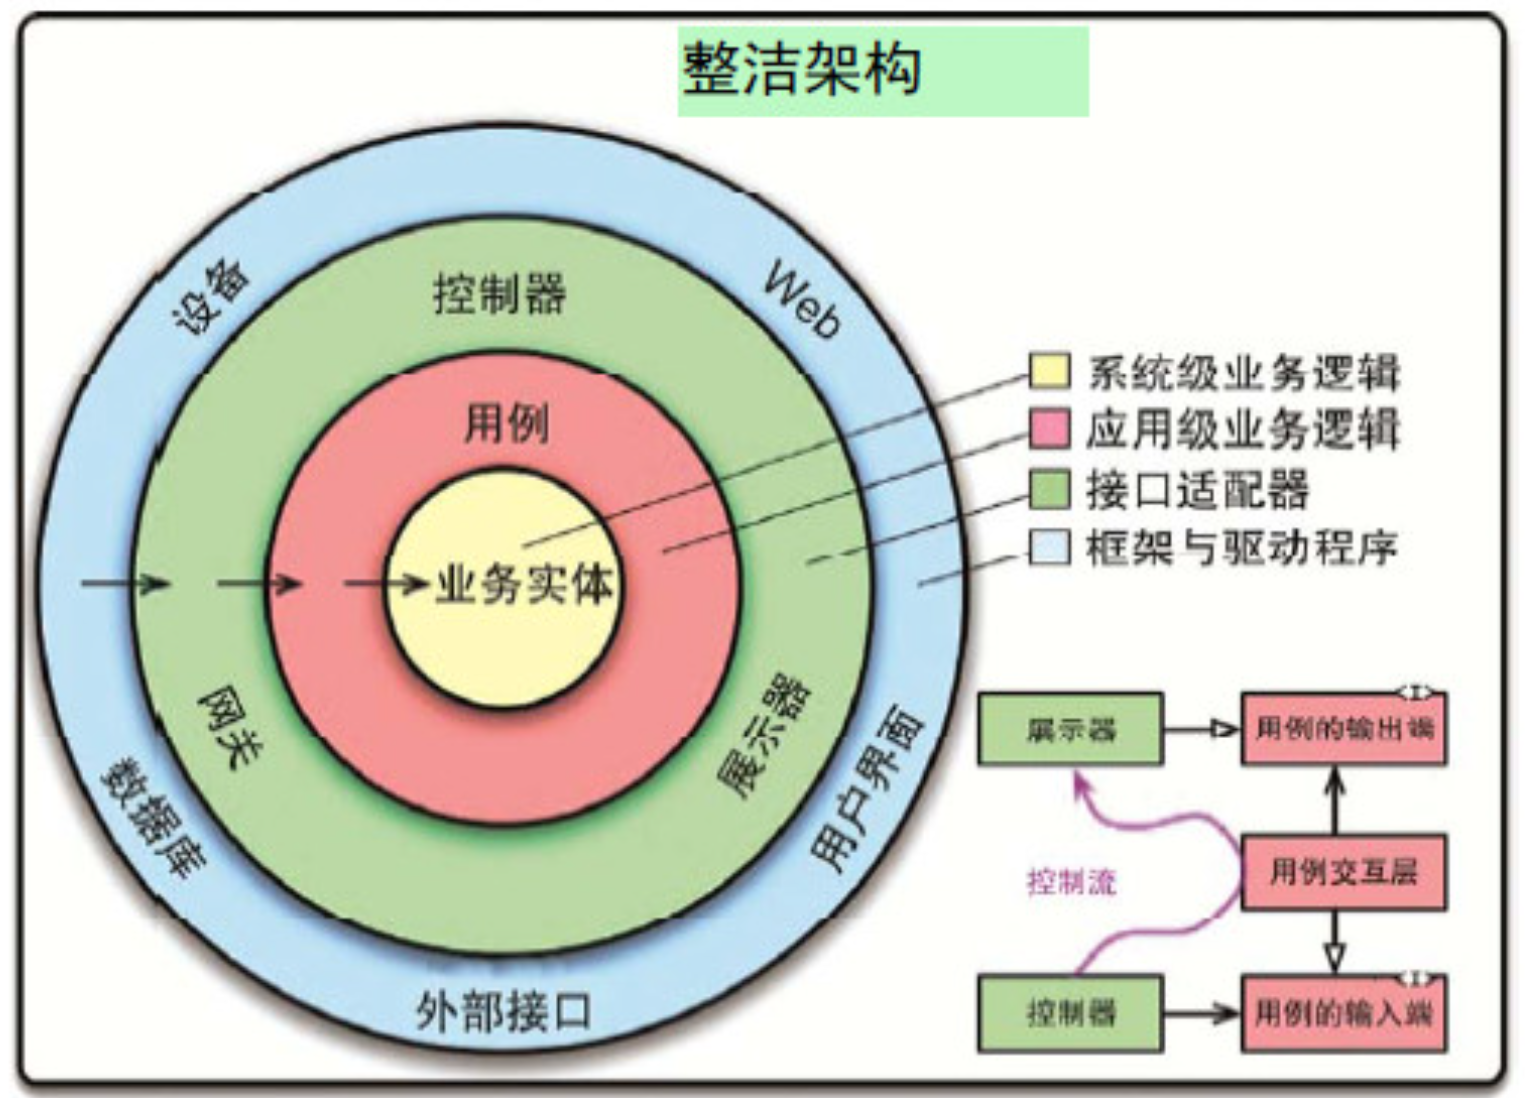 整洁架构
设备
Web
控制器
用例
业务实体
网关
展示器
数据库
用户界面
外部接口
系统级业务逻辑
应用级业务逻辑
接口适配器
框架与驱动程序
展示器
<I>
用例的输出端
控制流
用例交互层
控制器
<I>
用例的输入端